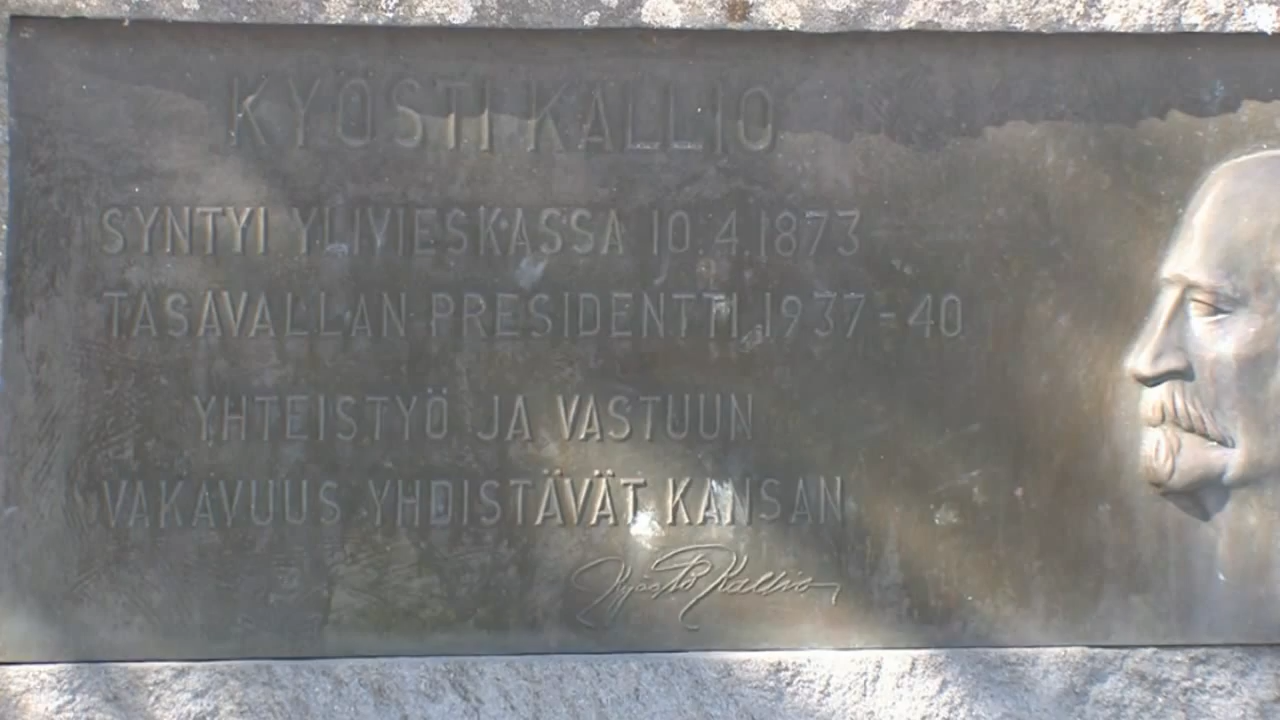 KYÖSTI KALLIO
SYNTYI YLIVIESKASSA 10.4.1873
TASAVALLAN PRESIDENTTI 1937-40
YHTEISTYÖ JA VASTUUN
VAKAVUUS YHDISTÄVÄT KANSAN
Kyösti Kallio